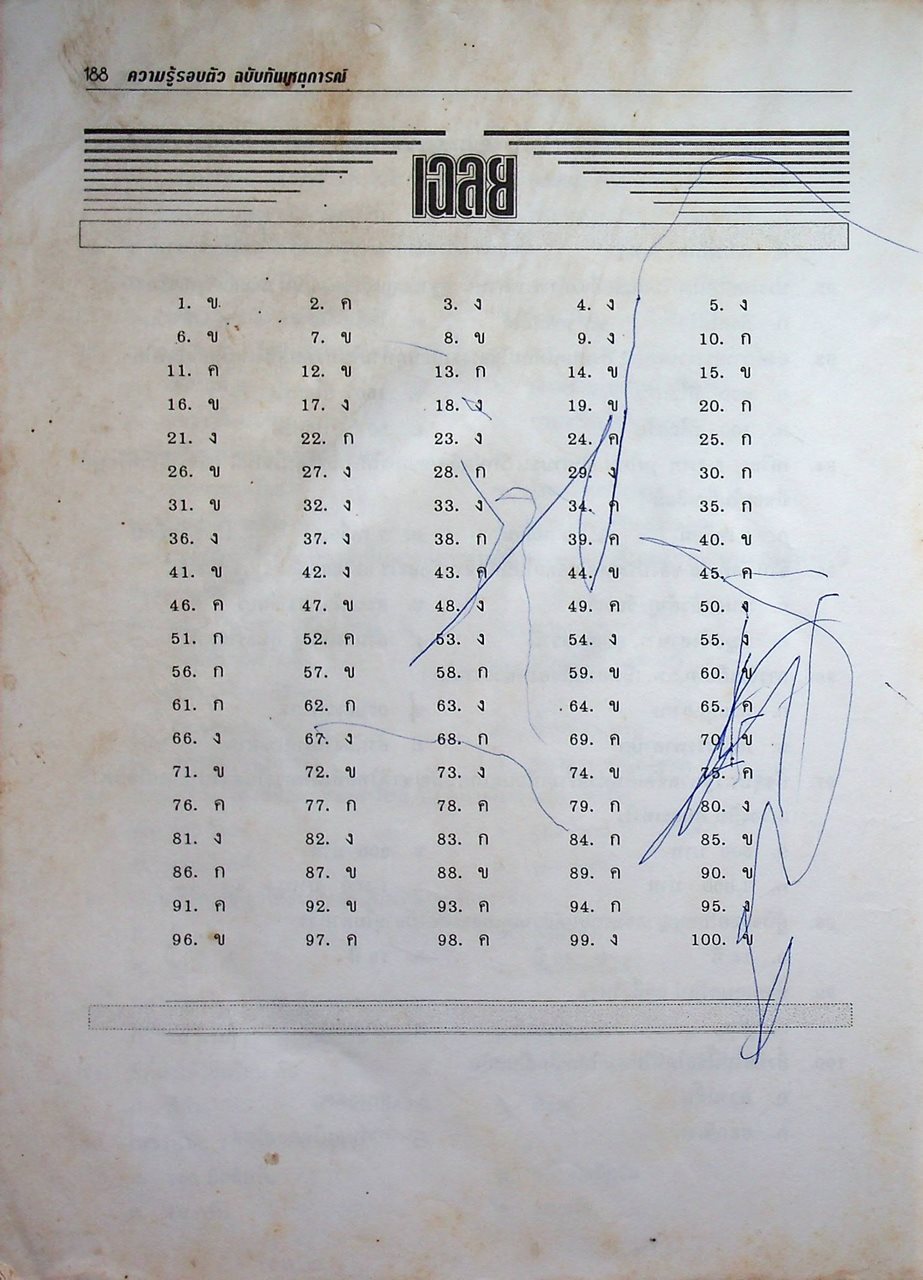 188 ความรู้รอบตัว ฉบับทันเหตุการณ์
เฉลย
1. ข 2. ค 3. ง 4. ง 5. ง
6. ข 7. ข 8. ข 9. ง 10. ก
11. ค 12. ข 13. ก 14. ข 15. ข
16. ข 17. ง 18. ง 19. ข 20. ก
21. ง 22. ก 23. ง 24. ค 25. ก
26. ข 27. ง 28. ก 29. ง 30. ก
31. ข 32. ง 33. ง 34. ค 35. ก
36. ง 37. ง 38. ก 39. ค 40. ข
41. ข 42. ง 43. ค 44. ข 45. ค
46. ค 47. ข 48. ง 49. ค 50. ง
51. ก 52. ค 53. ง 54. ง 55. ง
56. ก 57. ข 58. ก 59. ข 60. ข
61. ก 62. ก 63. ง 64. ข 65. ค
66. ง 67. ง 68. ก 69. ค 70. ข
71. ข 72. ข 73. ง 74. ข 75. ค
76. ค 77. ก 78. ค 79. ก 80. ง
81. ง 82. ง 83. ก 84. ก 85. ข
86. ก 87. ข 88. ข 89. ค 90. ข
91. ค 92. ข 93. ค 94. ก 95. ง
96. ข 97. ค 98. ค 99. ง 100. ข